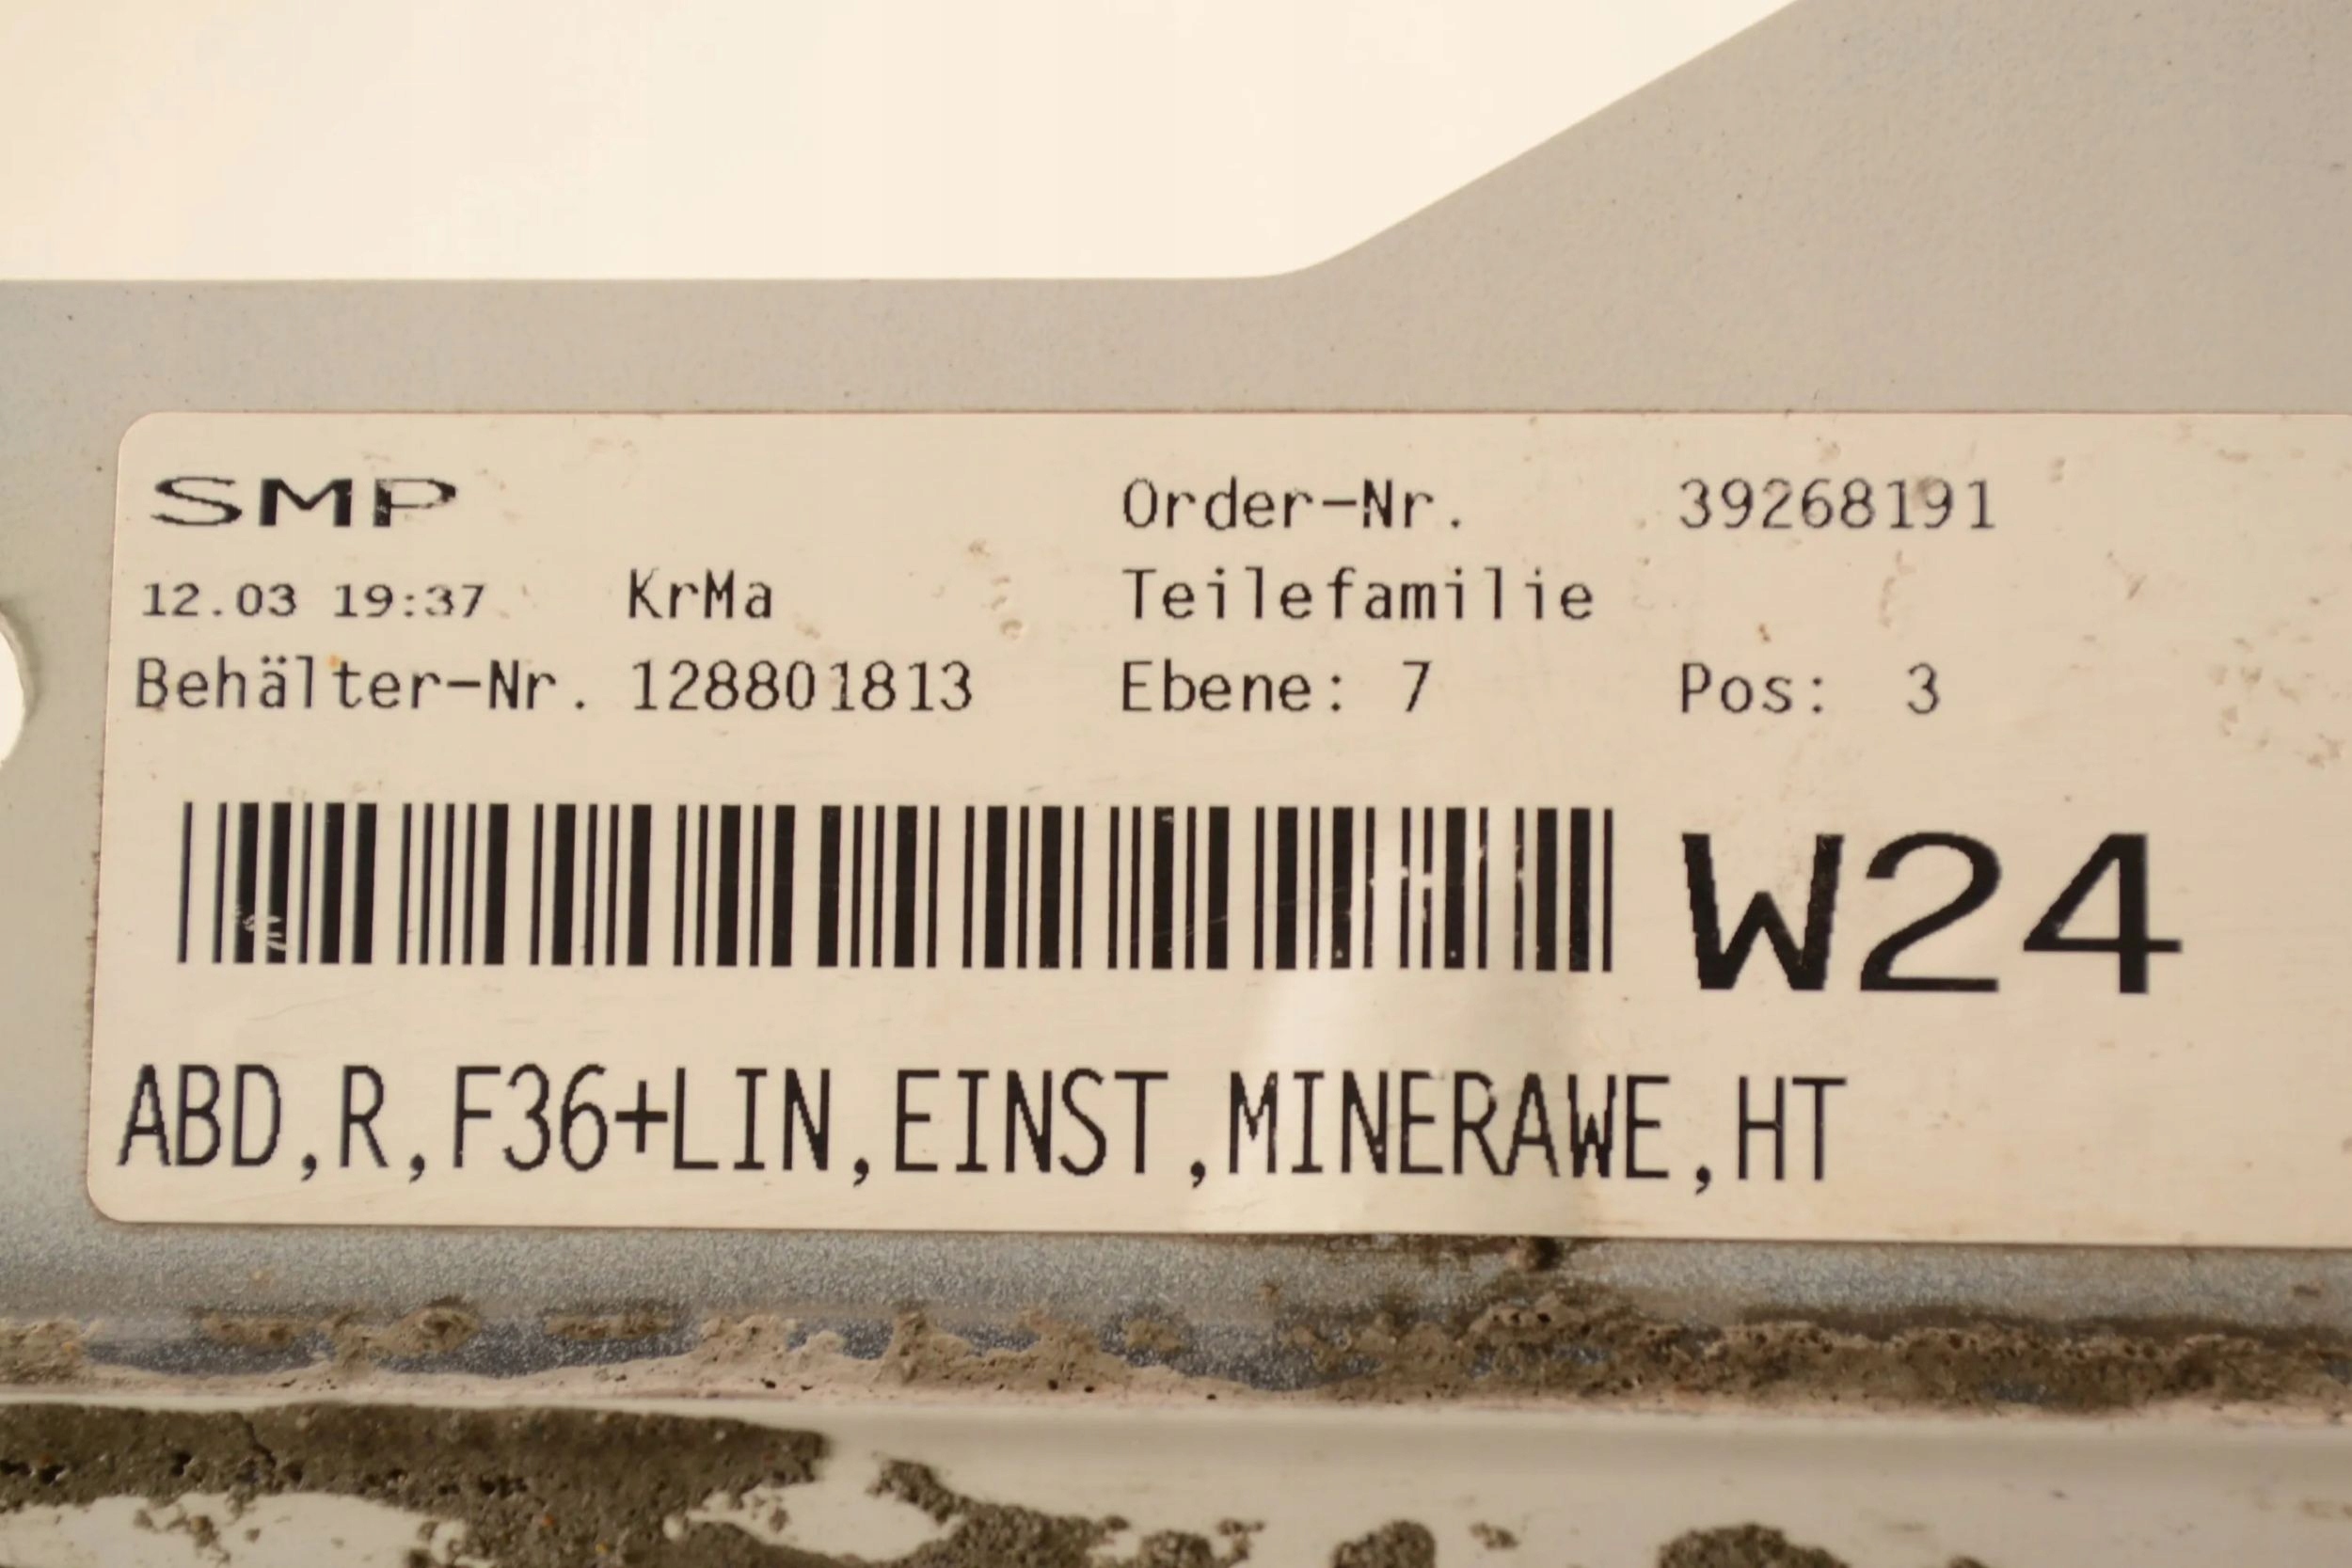 SMP Order-Nr. 39268191
12.03 19:37 KrMa Teilefamilie
Behälter-Nr. 128801813 Ebene: 7 Pos: 3
W24
ABD,R,F36+LIN,EINST,MINERAWE,HT